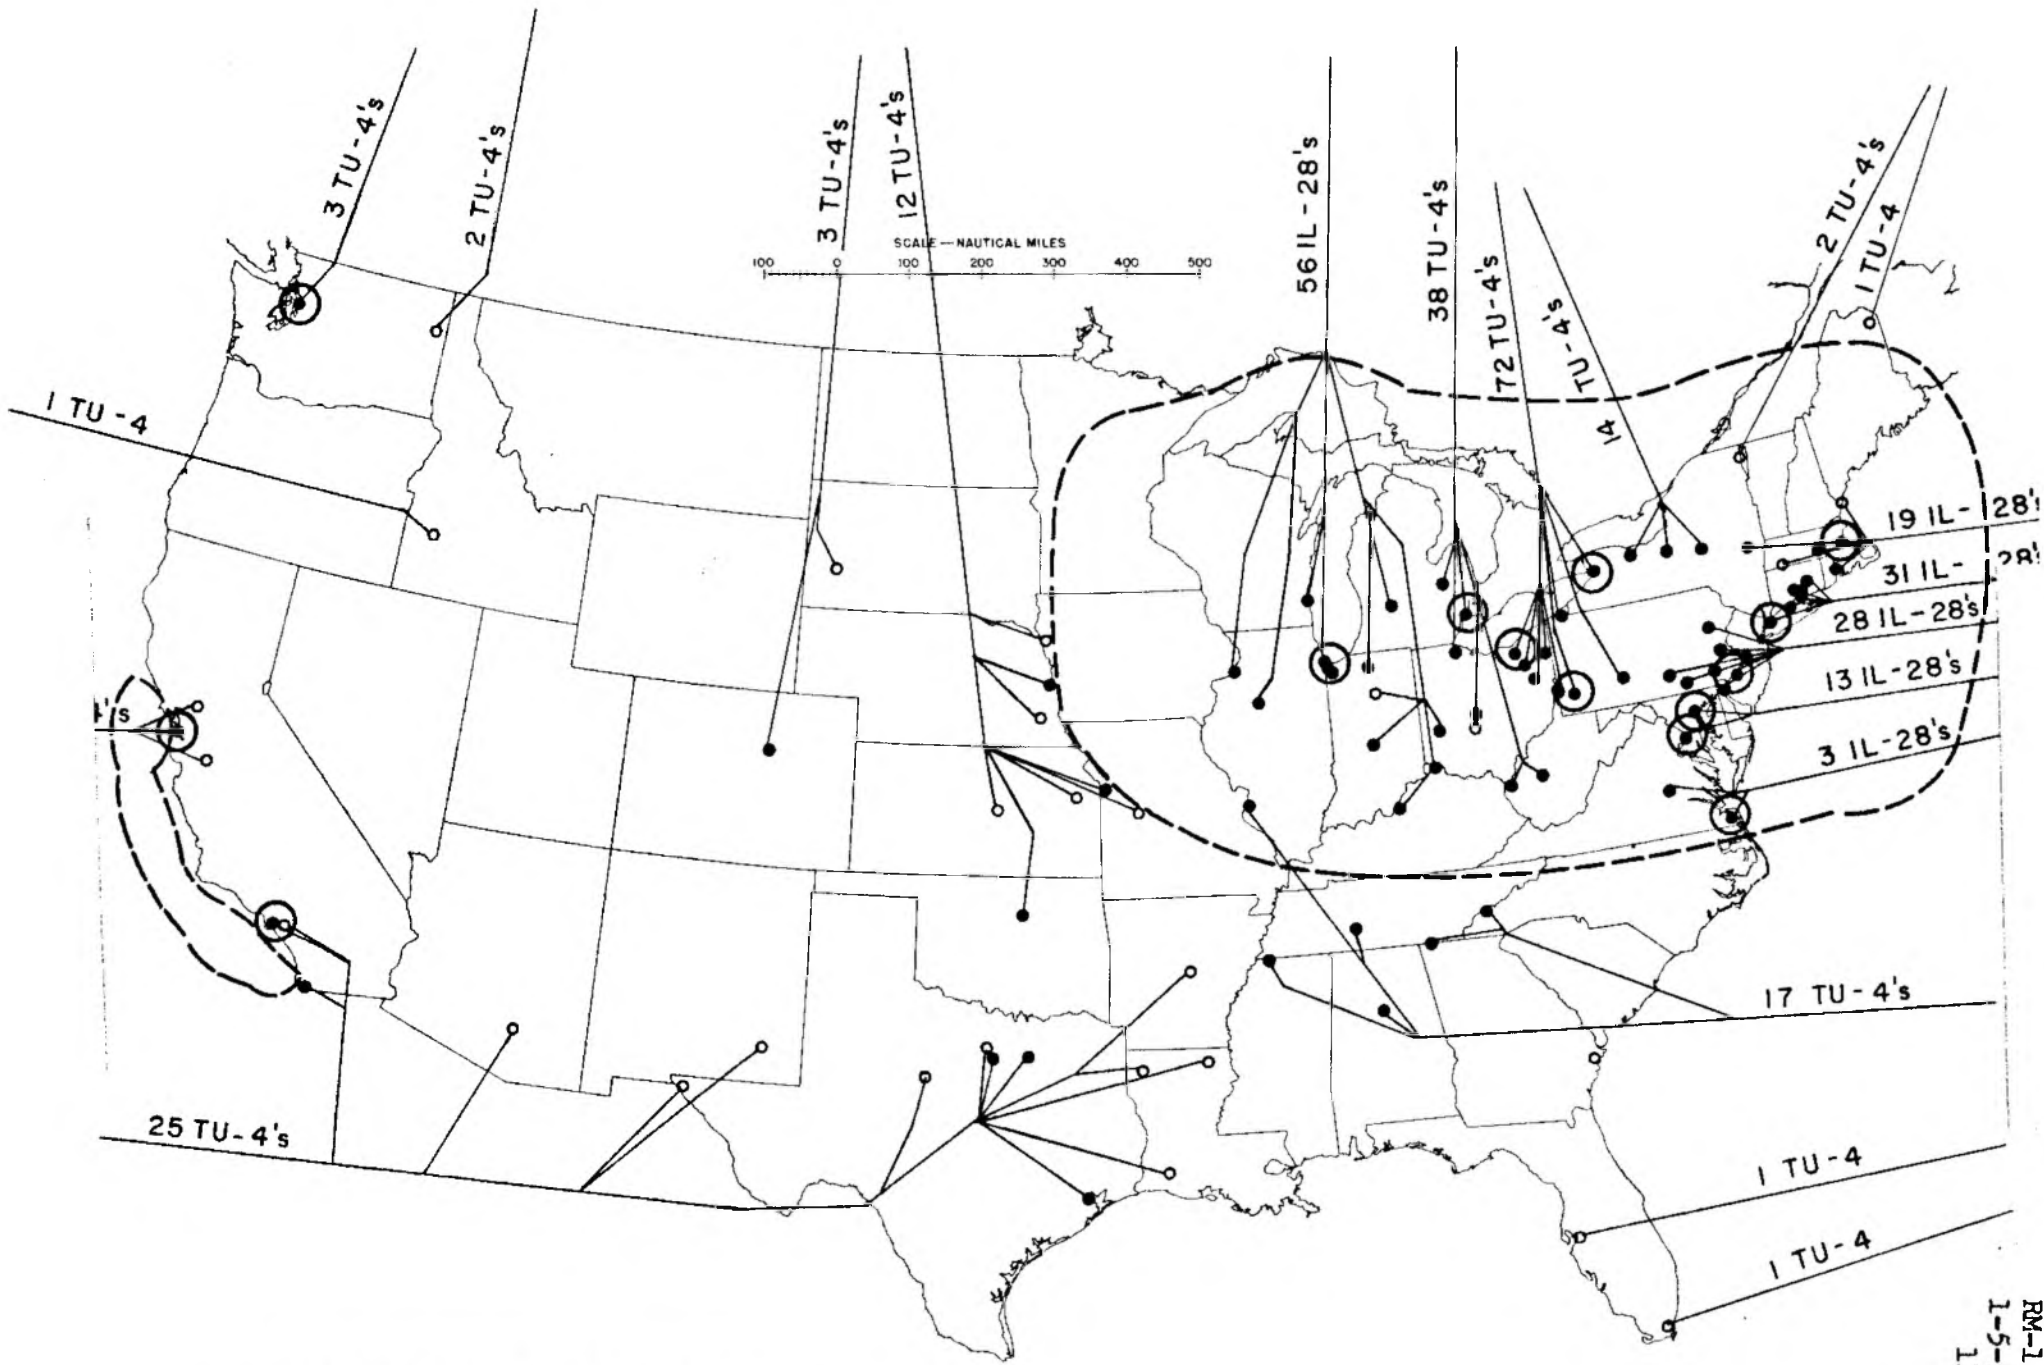 3 TU-4's
2 TU-4's
3 TU-4's
12 TU-4's
SCALE — NAUTICAL MILES
100 0 100 200 300 400 500
56 IL-28's
38 TU-4's
72 TU-4's
14 TU-4's
2 TU-4's
1 TU-4
1 TU-4
19 IL-28'
31 IL-28'
28 IL-28's
13 IL-28's
3 IL-28's
4's
17 TU-4's
25 TU-4's
1 TU-4
1 TU-4
RM-1
1-5-
1